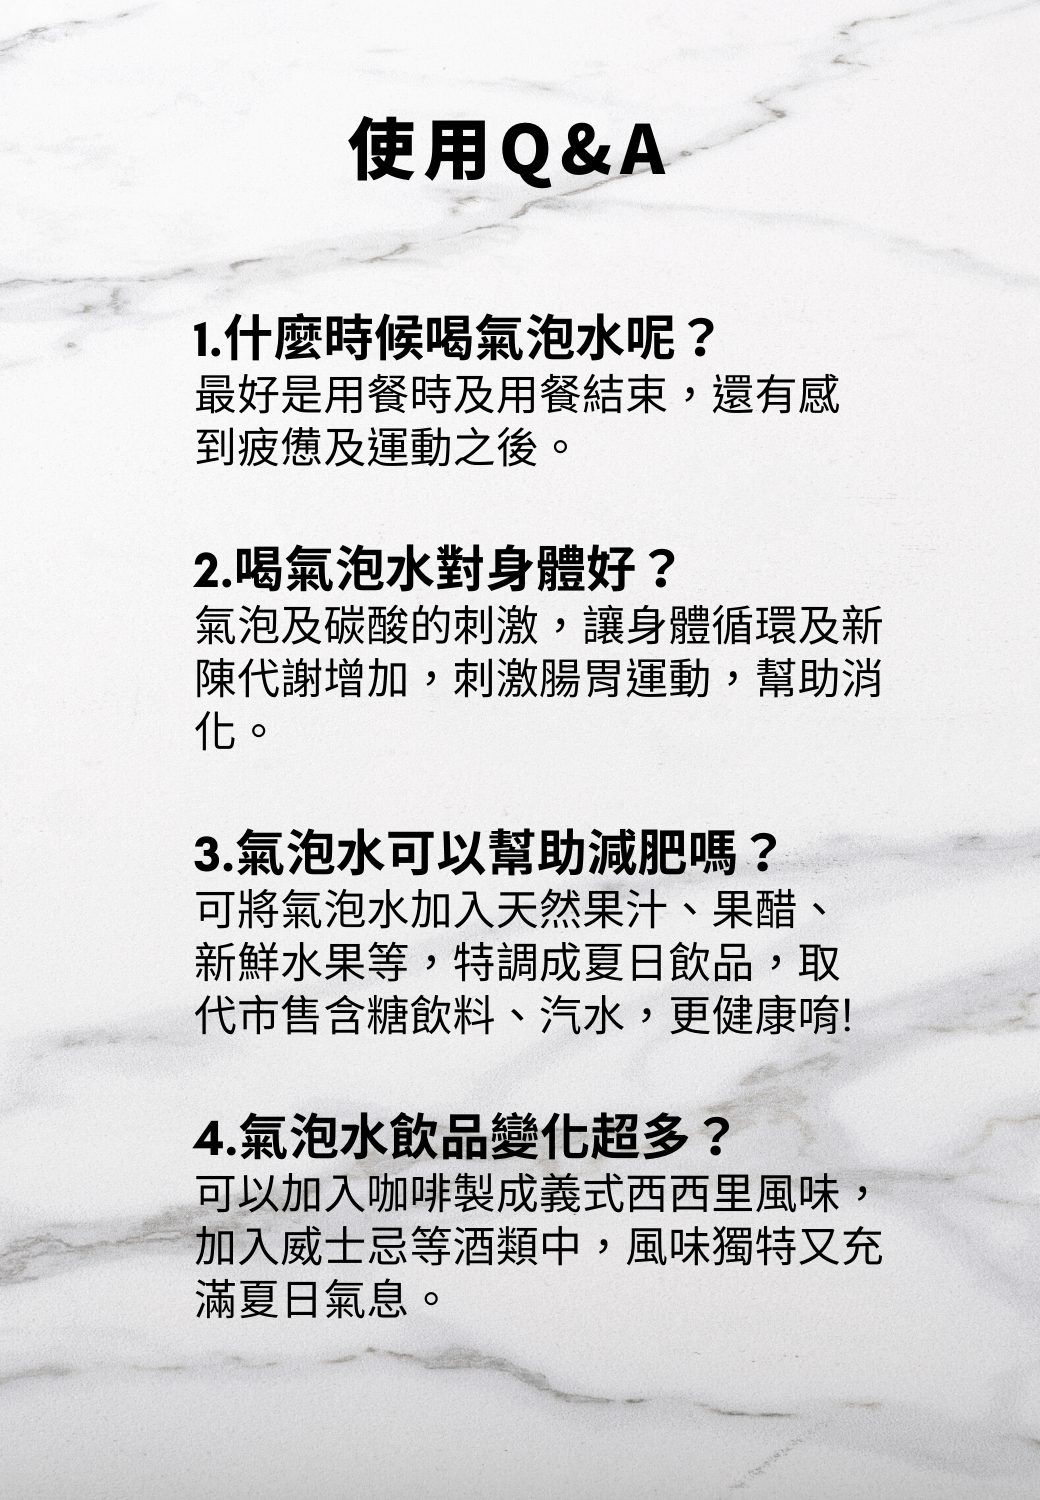 使用Q&A
1.什麼時候喝氣泡水呢？
最好是用餐時及用餐結束，還有感
到疲憊及運動之後。
2.喝氣泡水對身體好？
氣泡及碳酸的刺激，讓身體循環及新
陳代謝增加，刺激腸胃運動，幫助消
化。
3.氣泡水可以幫助減肥嗎？
可將氣泡水加入天然果汁、果醋、
新鮮水果等，特調成夏日飲品，取
代市售含糖飲料、汽水，更健康唷!
4.氣泡水飲品變化超多？
可以加入咖啡製成義式西西里風味，
加入威士忌等酒類中，風味獨特又充
滿夏日氣息。